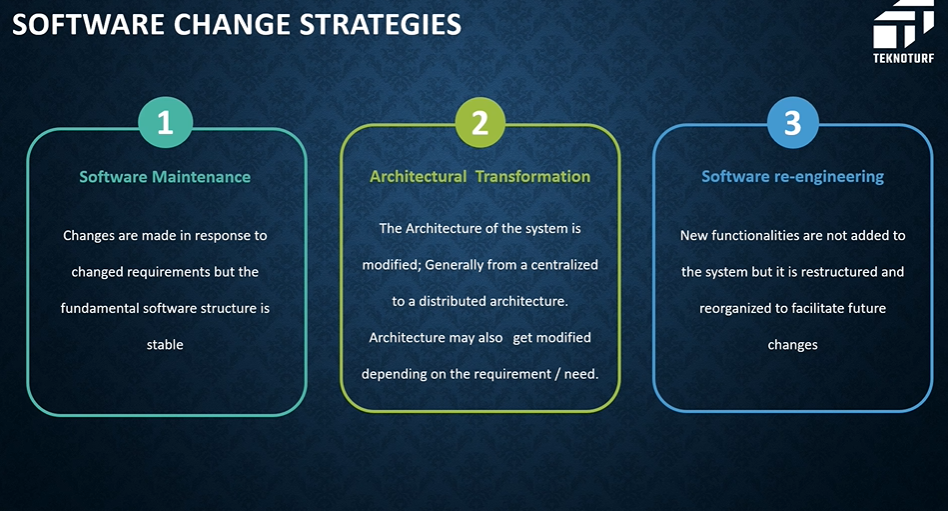 SOFTWARE CHANGE STRATEGIES
TEKNOTURF
1
Software Maintenance
Changes are made in response to
changed requirements but the
fundamental software structure is
stable
2
Architectural Transformation
The Architecture of the system is
modified; Generally from a centralized
to a distributed architecture.
Architecture may also get modified
depending on the requirement / need.
3
Software re-engineering
New functionalities are not added to
the system but it is restructured and
reorganized to facilitate future
changes